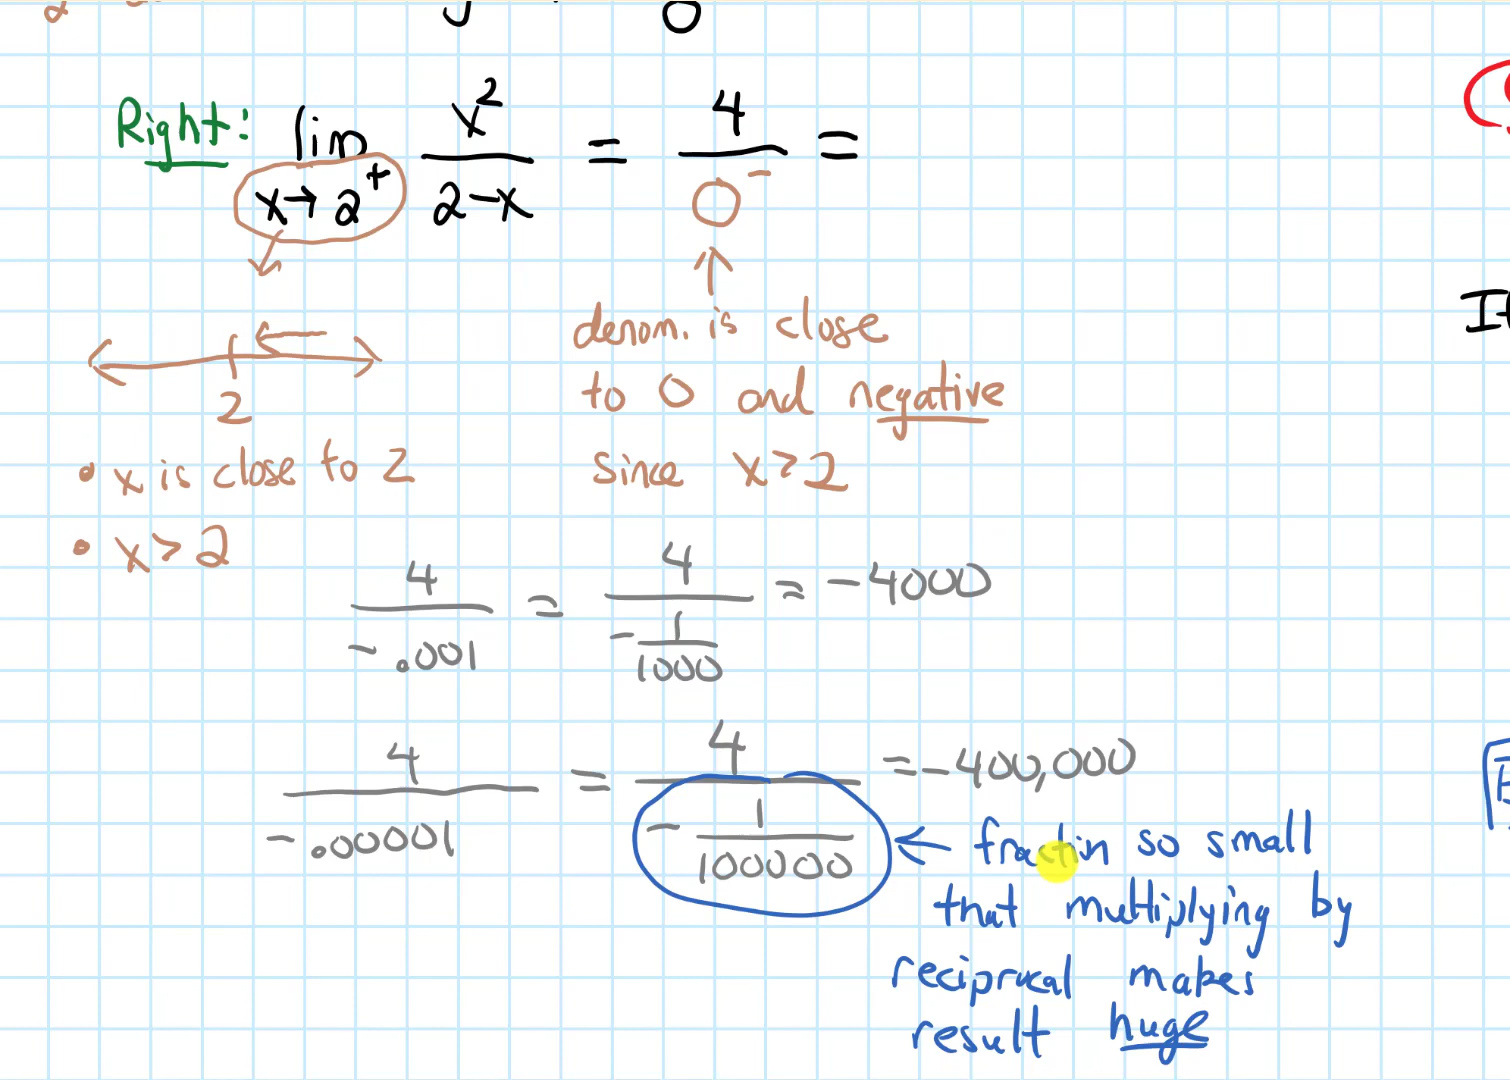 Right: lim x→2⁺ x²/(2-x) = 4/0⁻ =
2
• x is close to 2
• x > 2
↑
denom. is close
to 0 and negative
since x > 2
4/-.001 = 4/(-1/1000) = -4000
4/-.00001 = 4/(-1/100000) = -400,000
← fraction so small
that multiplying by
reciprocal makes
result huge